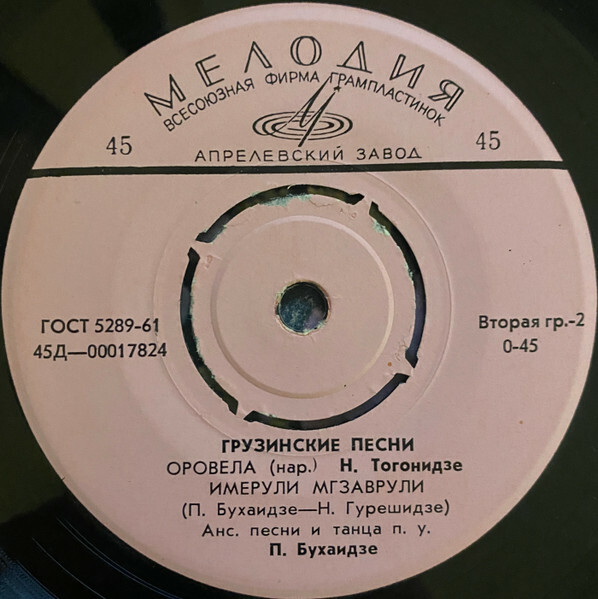 МЕЛОДИЯ
ВСЕСОЮЗНАЯ ФИРМА ГРАМПЛАСТИНОК
45 45
АПРЕЛЕВСКИЙ ЗАВОД
ГОСТ 5289-61
45Д—00017824
Вторая гр.-2
0-45
ГРУЗИНСКИЕ ПЕСНИ
ОРОВЕЛА (нар.) Н. Тогонидзе
ИМЕРУЛИ МГЗАВРУЛИ
(П. Бухаидзе—Н. Гурешидзе)
Анс. песни и танца п. у.
П. Бухаидзе